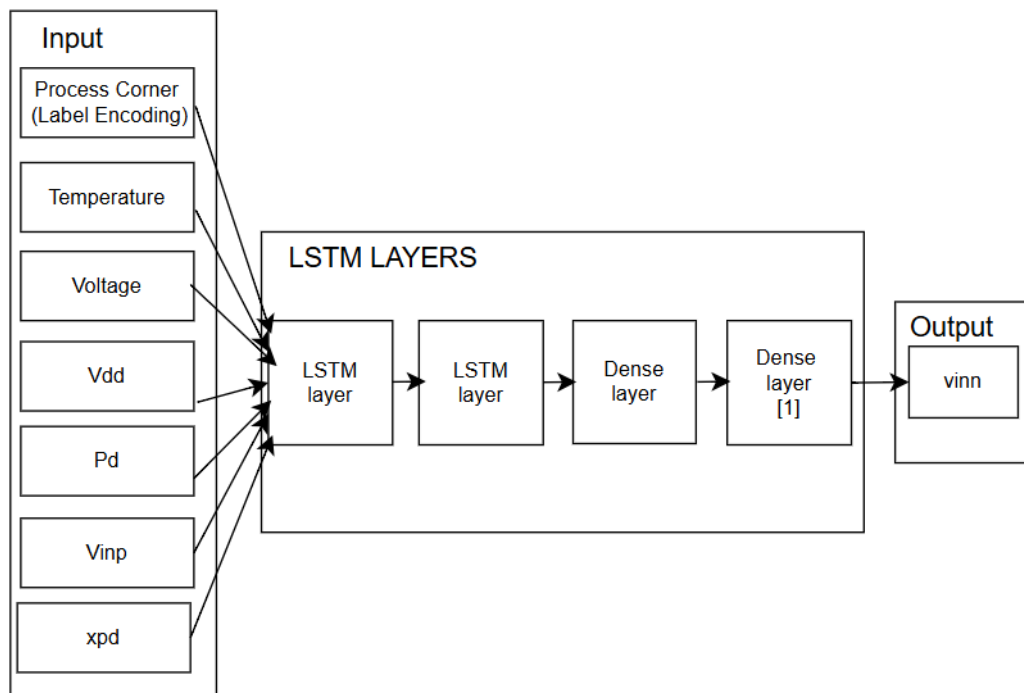 Input
Process Corner
(Label Encoding)
Temperature
Voltage
Vdd
Pd
Vinp
xpd
LSTM LAYERS
LSTM
layer
LSTM
layer
Dense
layer
Dense
layer
[1]
Output
vinn